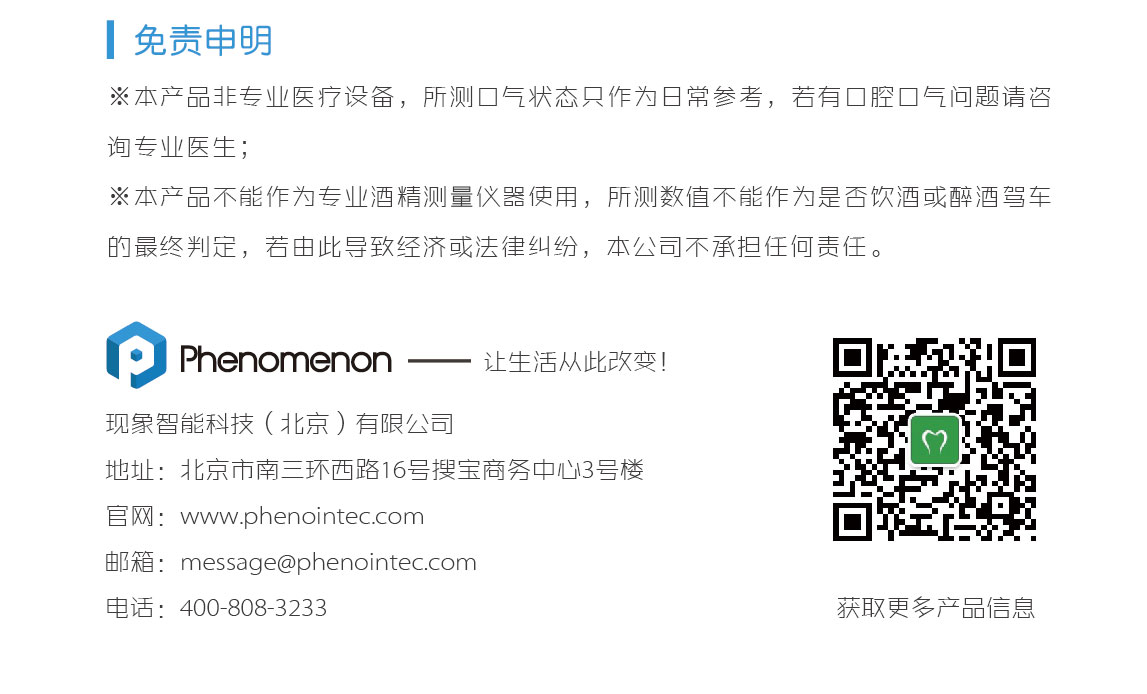 免责申明
※本产品非专业医疗设备，所测口气状态只作为日常参考，若有口腔口气问题请咨
询专业医生；
※本产品不能作为专业酒精测量仪器使用，所测数值不能作为是否饮酒或醉酒驾车
的最终判定，若由此导致经济或法律纠纷，本公司不承担任何责任。
Phenomenon —— 让生活从此改变！
现象智能科技（北京）有限公司
地址：北京市南三环西路16号搜宝商务中心3号楼
官网：www.phenointec.com
邮箱：message@phenointec.com
电话：400-808-3233
获取更多产品信息